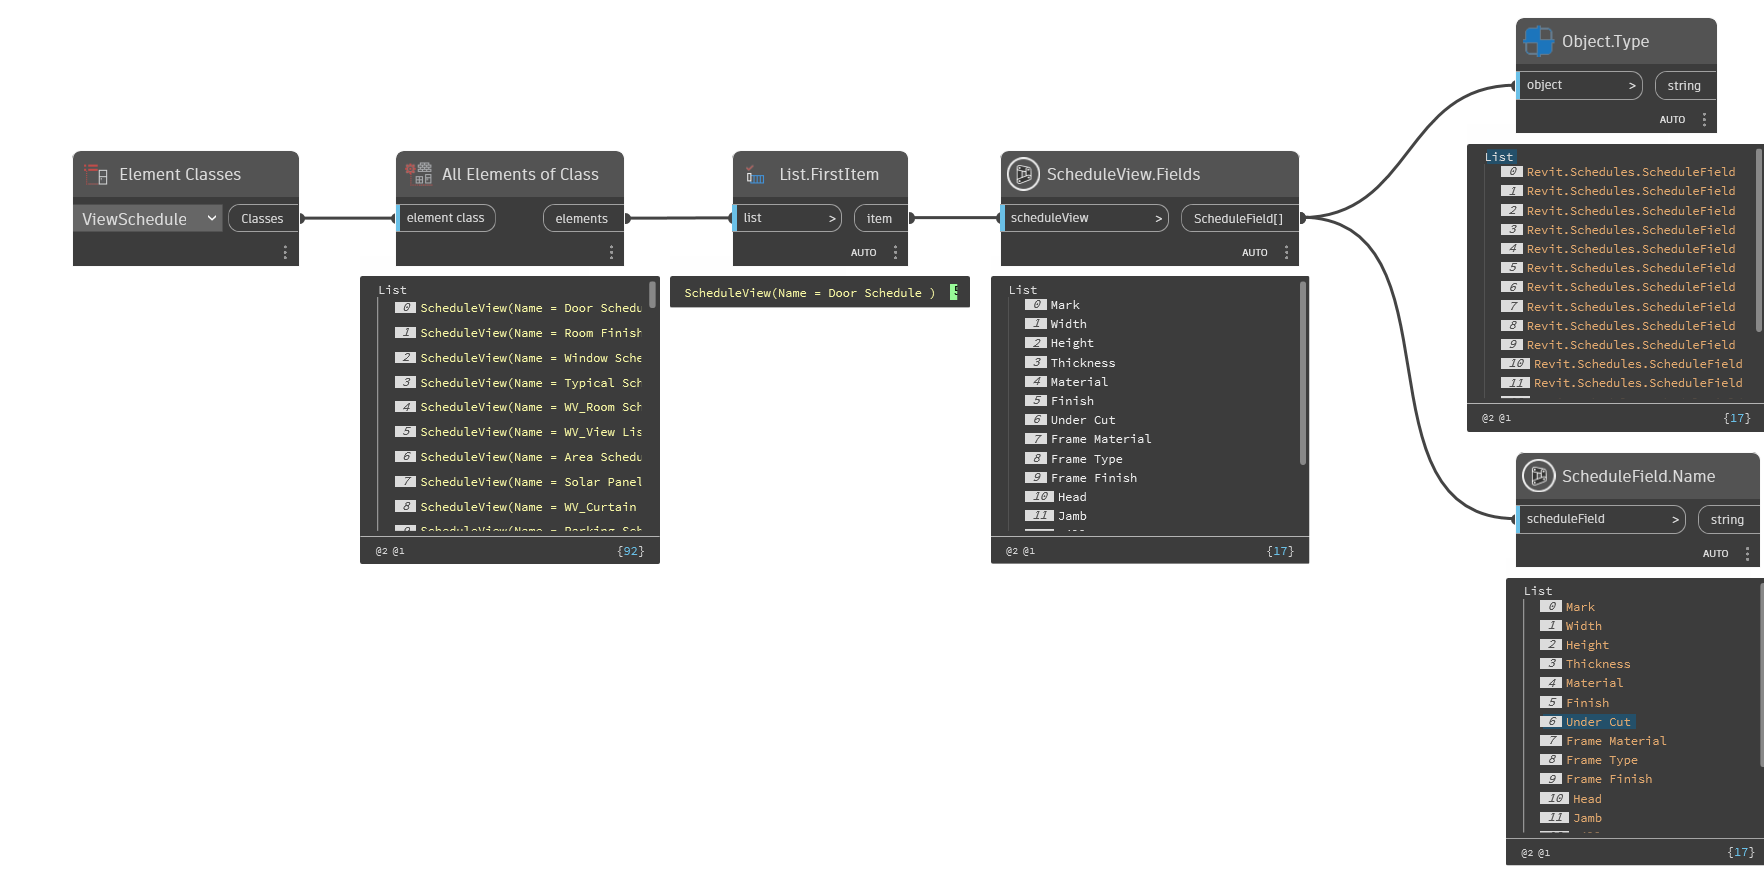 Element Classes
ViewSchedule
Classes
All Elements of Class
element class
elements
List
0 ScheduleView(Name = Door Schedu
1 ScheduleView(Name = Room Finish
2 ScheduleView(Name = Window Sche
3 ScheduleView(Name = Typical Sch
4 ScheduleView(Name = WV_Room Sch
5 ScheduleView(Name = WV_View Lis
6 ScheduleView(Name = Area Schedu
7 ScheduleView(Name = Solar Panel
8 ScheduleView(Name = WV_Curtain
9 ScheduleView(Name = Parking Sch
@2 @1 {92}
List.FirstItem
list >
item
AUTO
ScheduleView(Name = Door Schedule )
ScheduleView.Fields
scheduleView >
ScheduleField[]
AUTO
List
0 Mark
1 Width
2 Height
3 Thickness
4 Material
5 Finish
6 Under Cut
7 Frame Material
8 Frame Type
9 Frame Finish
10 Head
11 Jamb
@2 @1 {17}
Object.Type
object >
string
AUTO
List
0 Revit.Schedules.ScheduleField
1 Revit.Schedules.ScheduleField
2 Revit.Schedules.ScheduleField
3 Revit.Schedules.ScheduleField
4 Revit.Schedules.ScheduleField
5 Revit.Schedules.ScheduleField
6 Revit.Schedules.ScheduleField
7 Revit.Schedules.ScheduleField
8 Revit.Schedules.ScheduleField
9 Revit.Schedules.ScheduleField
10 Revit.Schedules.ScheduleField
11 Revit.Schedules.ScheduleField
@2 @1 {17}
ScheduleField.Name
scheduleField >
string
AUTO
List
0 Mark
1 Width
2 Height
3 Thickness
4 Material
5 Finish
6 Under Cut
7 Frame Material
8 Frame Type
9 Frame Finish
10 Head
11 Jamb
@2 @1 {17}